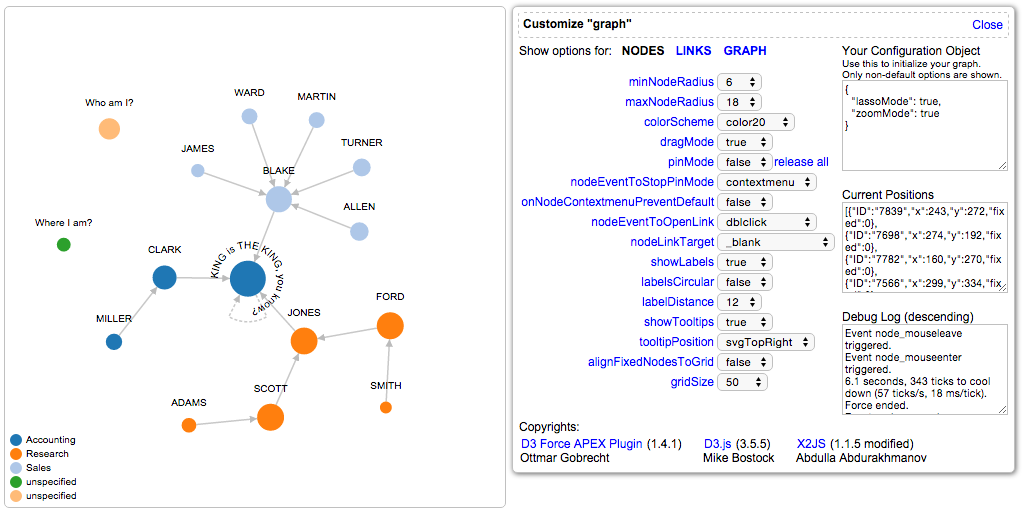 Who am I?
WARD
MARTIN
JAMES
TURNER
BLAKE
Where I am?
ALLEN
CLARK
KING is THE KING, you know?
FORD
JONES
MILLER
SCOTT
SMITH
ADAMS
Accounting
Research
Sales
unspecified
unspecified
Customize "graph"
Close
Show options for: NODES LINKS GRAPH
minNodeRadius 6
maxNodeRadius 18
colorScheme color20
dragMode true
pinMode false release all
nodeEventToStopPinMode contextmenu
onNodeContextmenuPreventDefault false
nodeEventToOpenLink dblclick
nodeLinkTarget _blank
showLabels true
labelsCircular false
labelDistance 12
showTooltips true
tooltipPosition svgTopRight
alignFixedNodesToGrid false
gridSize 50
Your Configuration Object
Use this to initialize your graph.
Only non-default options are shown.
{
"lassoMode": true,
"zoomMode": true
}
Current Positions
[{"ID":"7839","x":243,"y":272,"fix
ed":0},
{"ID":"7698","x":274,"y":192,"fix
ed":0},
{"ID":"7782","x":160,"y":270,"fix
ed":0},
{"ID":"7566","x":299,"y":334,"fix
Debug Log (descending)
Event node_mouseleave
triggered.
Event node_mouseenter
triggered.
6.1 seconds, 343 ticks to cool
down (57 ticks/s, 18 ms/tick).
Force ended.
Copyrights:
D3 Force APEX Plugin (1.4.1) D3.js (3.5.5) X2JS (1.1.5 modified)
Ottmar Gobrecht Mike Bostock Abdulla Abdurakhmanov